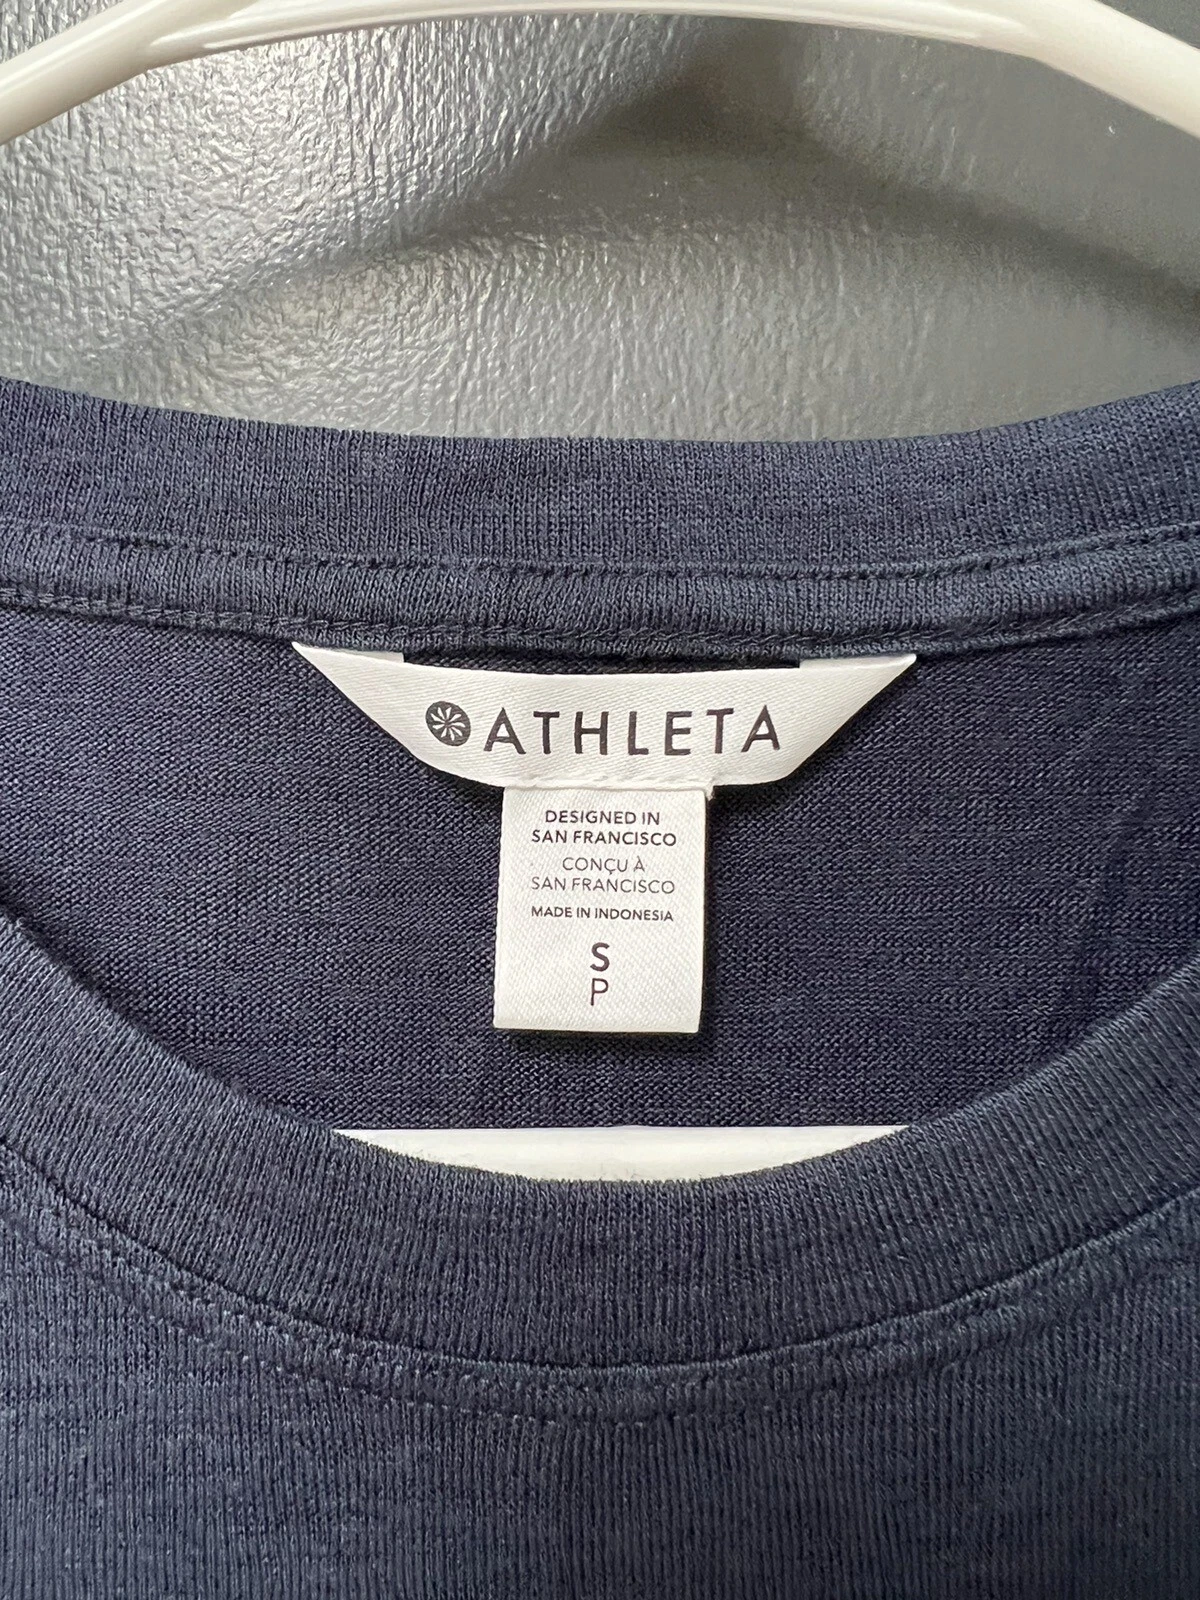 ATHLETA
DESIGNED IN
SAN FRANCISCO
CONÇU À
SAN FRANCISCO
MADE IN INDONESIA
S
P